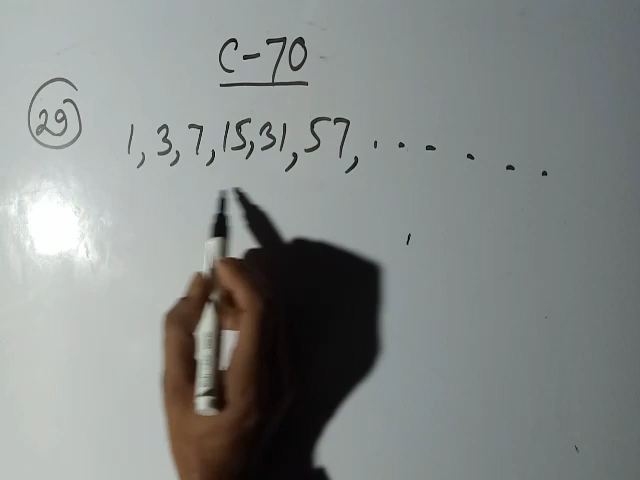 C-70
29 1, 3, 7, 15, 31, 57, ......